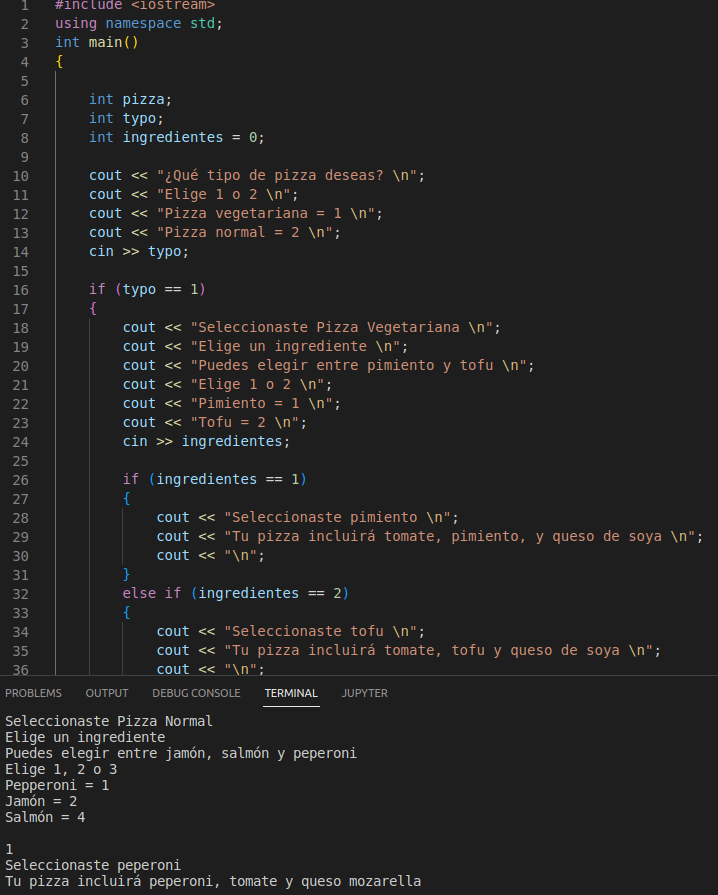 1 #include <iostream>
2 using namespace std;
3 int main()
4 {
5
6 int pizza;
7 int typo;
8 int ingredientes = 0;
9
10 cout << "¿Qué tipo de pizza deseas? \n";
11 cout << "Elige 1 o 2 \n";
12 cout << "Pizza vegetariana = 1 \n";
13 cout << "Pizza normal = 2 \n";
14 cin >> typo;
15
16 if (typo == 1)
17 {
18 cout << "Seleccionaste Pizza Vegetariana \n";
19 cout << "Elige un ingrediente \n";
20 cout << "Puedes elegir entre pimiento y tofu \n";
21 cout << "Elige 1 o 2 \n";
22 cout << "Pimiento = 1 \n";
23 cout << "Tofu = 2 \n";
24 cin >> ingredientes;
25
26 if (ingredientes == 1)
27 {
28 cout << "Seleccionaste pimiento \n";
29 cout << "Tu pizza incluirá tomate, pimiento, y queso de soya \n";
30 cout << "\n";
31 }
32 else if (ingredientes == 2)
33 {
34 cout << "Seleccionaste tofu \n";
35 cout << "Tu pizza incluirá tomate, tofu y queso de soya \n";
36 cout << "\n";
PROBLEMS OUTPUT DEBUG CONSOLE TERMINAL JUPYTER
Seleccionaste Pizza Normal
Elige un ingrediente
Puedes elegir entre jamón, salmón y peperoni
Elige 1, 2 o 3
Pepperoni = 1
Jamón = 2
Salmón = 4
1
Seleccionaste peperoni
Tu pizza incluirá peperoni, tomate y queso mozarella